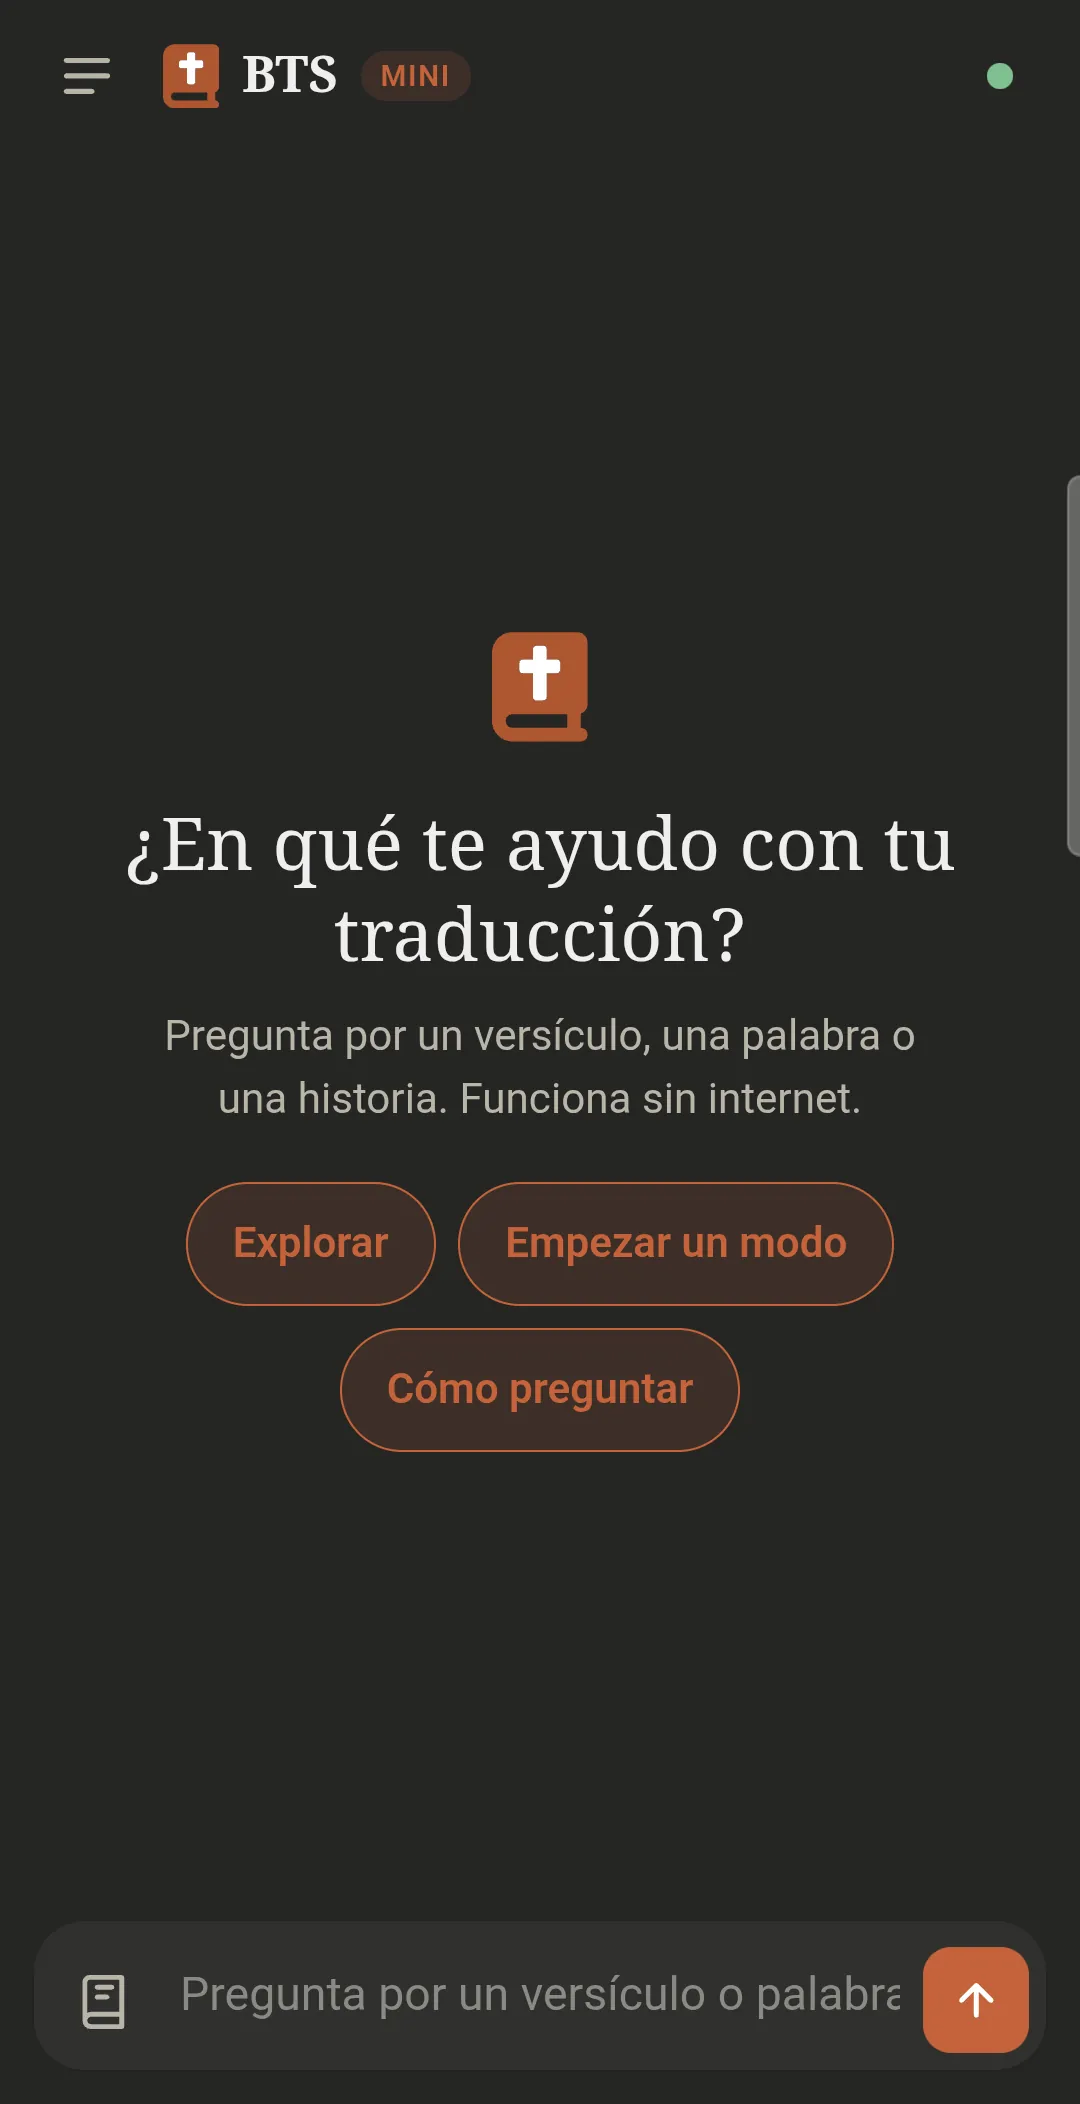 BTS MINI
¿En qué te ayudo con tu
traducción?
Pregunta por un versículo, una palabra o
una historia. Funciona sin internet.
Explorar Empezar un modo
Cómo preguntar
Pregunta por un versículo o palabra